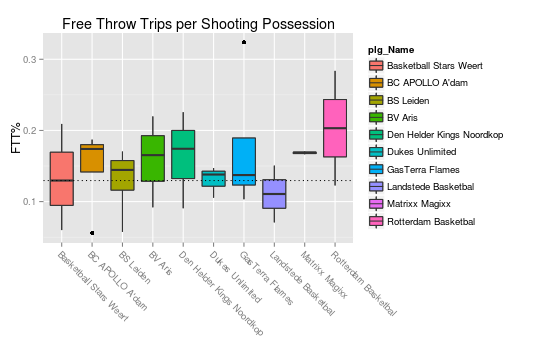 Free Throw Trips per Shooting Possession
FTT%
0.3
0.2
0.1
Basketball Stars Weert
BC APOLLO A'dam
BS Leiden
BV Aris
Den Helder Kings Noordkop
Dukes Unlimited
GasTerra Flames
Landstede Basketbal
Matrixx Magixx
Rotterdam Basketbal
plg_Name
Basketball Stars Weert
BC APOLLO A'dam
BS Leiden
BV Aris
Den Helder Kings Noordkop
Dukes Unlimited
GasTerra Flames
Landstede Basketbal
Matrixx Magixx
Rotterdam Basketbal